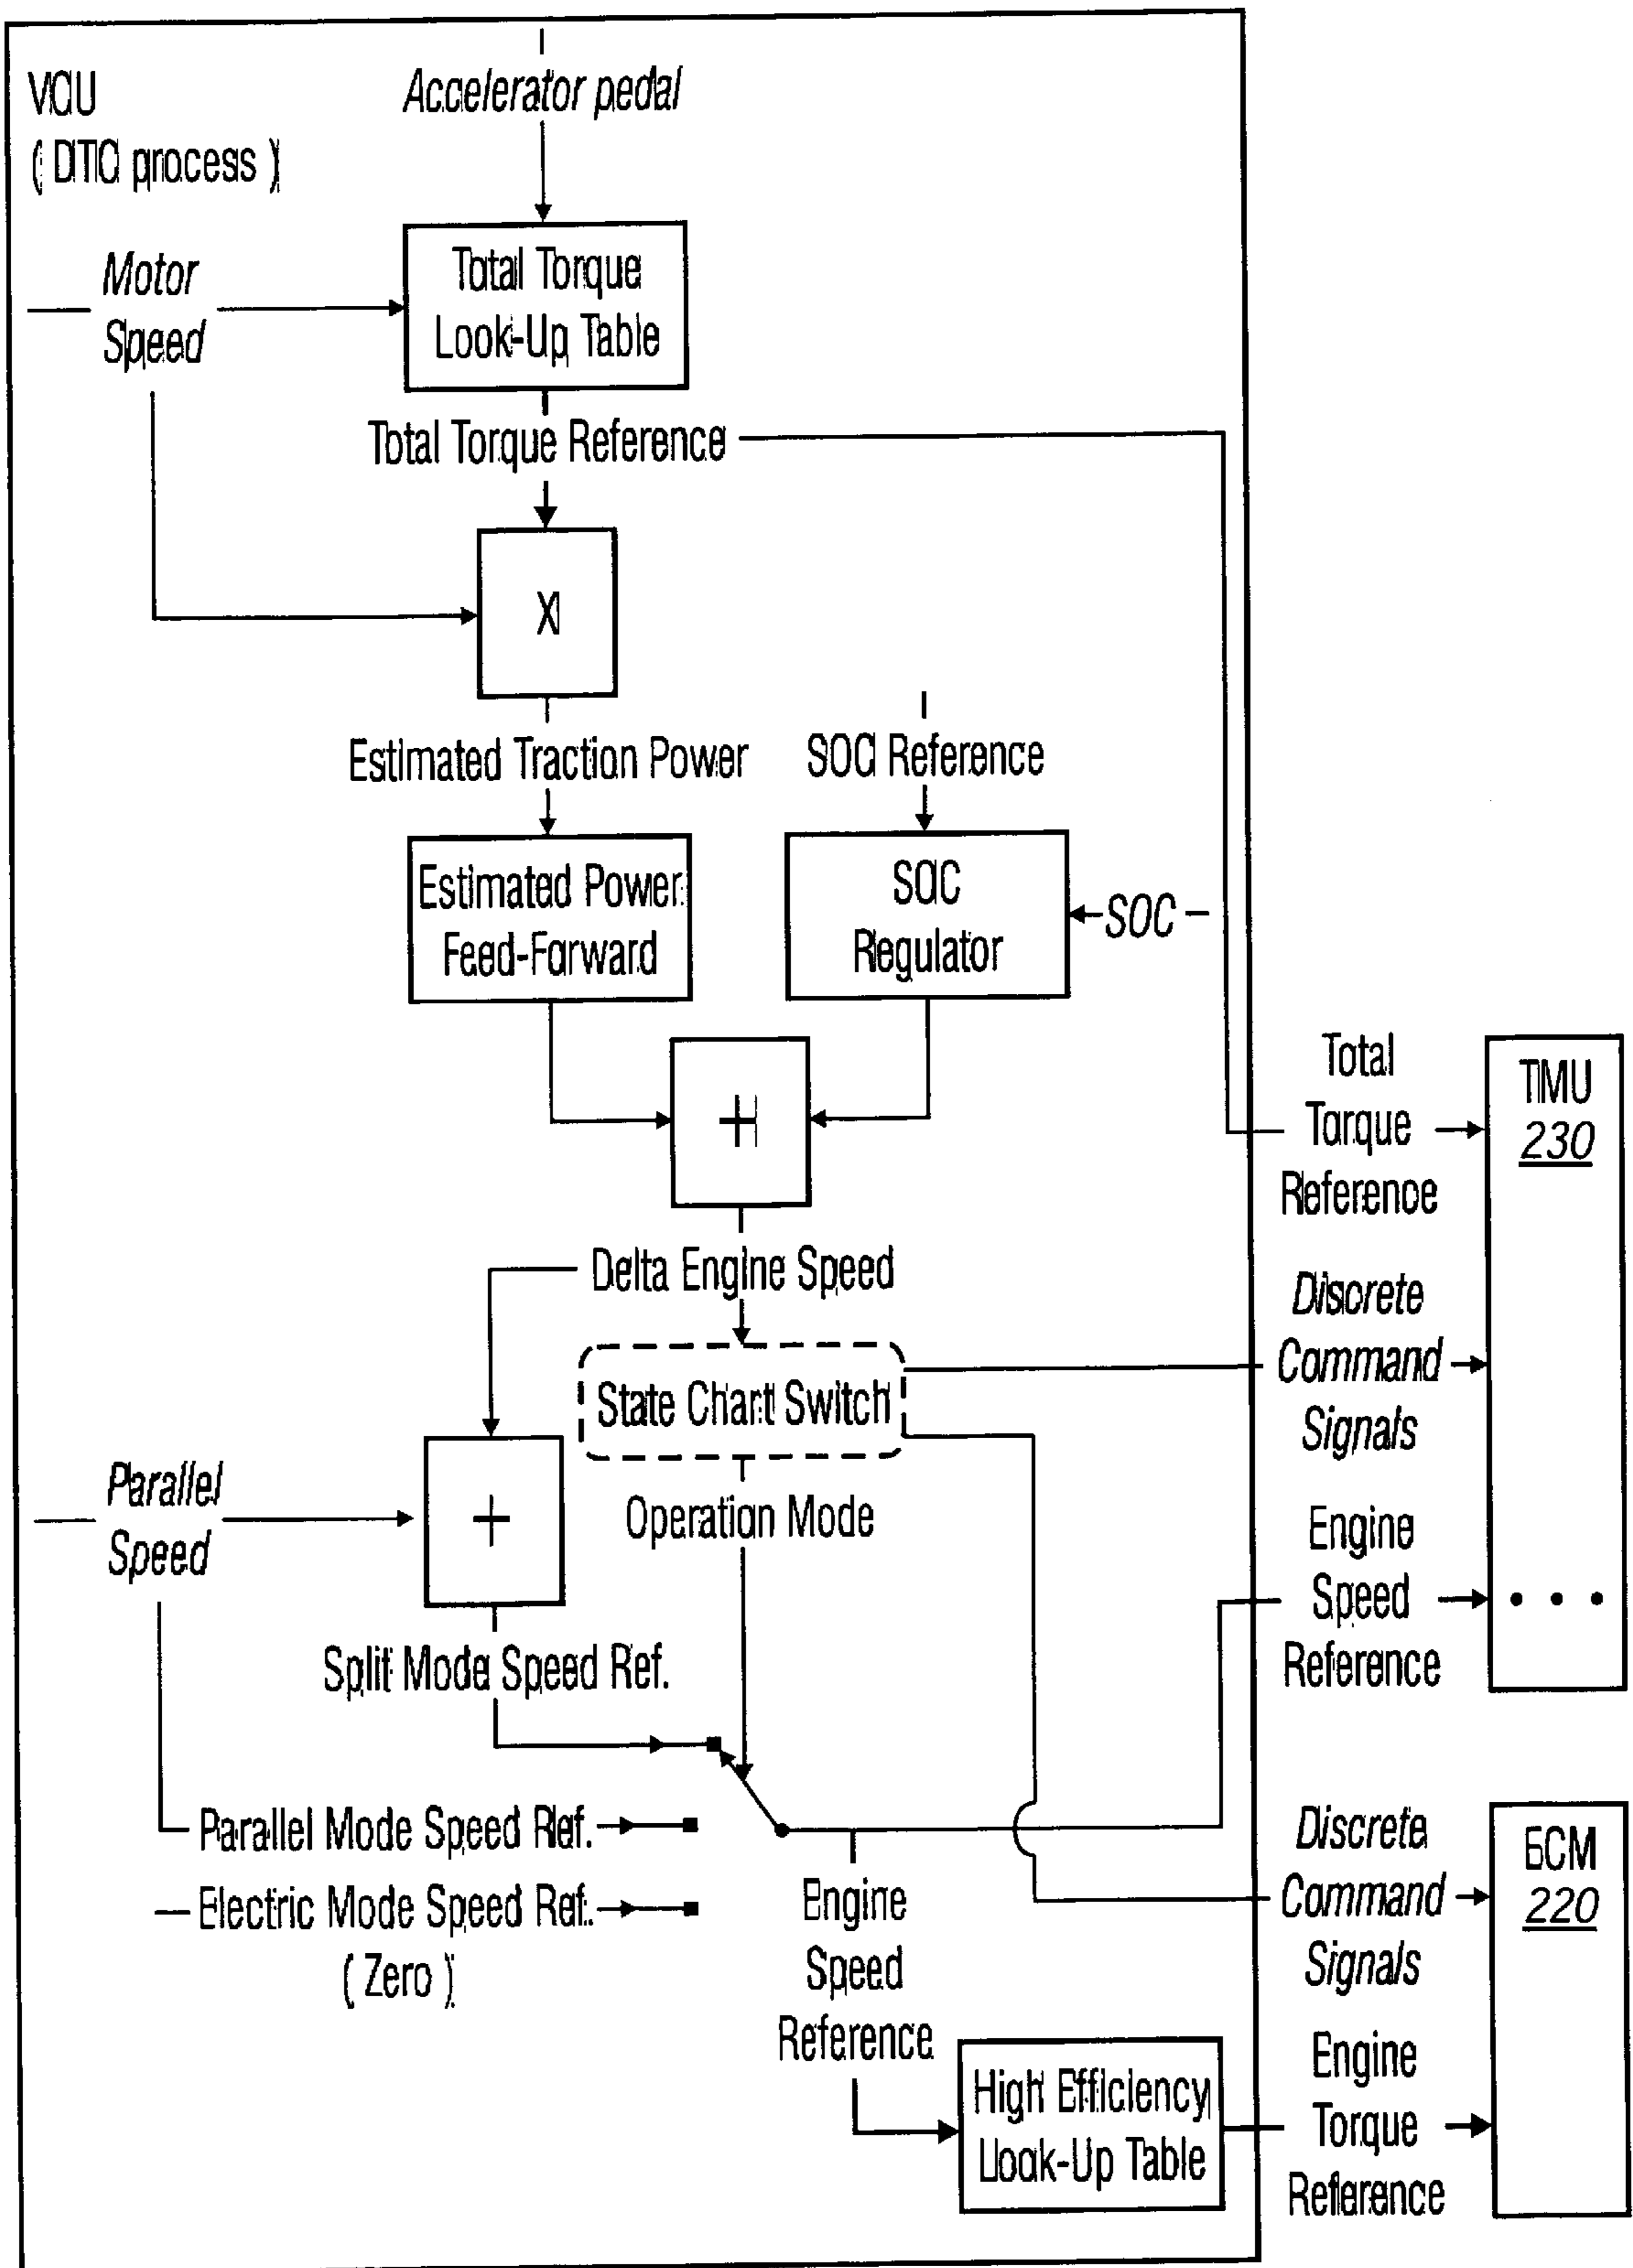 VCU
( DTC process )
Accelerator pedal
Motor
Speed
Total Torque
Look-Up Table
Total Torque Reference
X
Estimated Traction Power
SOC Reference
Estimated Power
Feed-Forward
SOC
Regulator
SOC
+
Delta Engine Speed
State Chart Switch
Parallel
Speed
+
Operation Mode
Split Mode Speed Ref.
Parallel Mode Speed Ref.
Electric Mode Speed Ref.
( Zero )
Engine
Speed
Reference
High Efficiency
Look-Up Table
Total
Torque
Reference
TMU
230
Discrete
Command
Signals
Engine
Speed
Reference
• • •
Discrete
Command
Signals
ECM
220
Engine
Torque
Reference